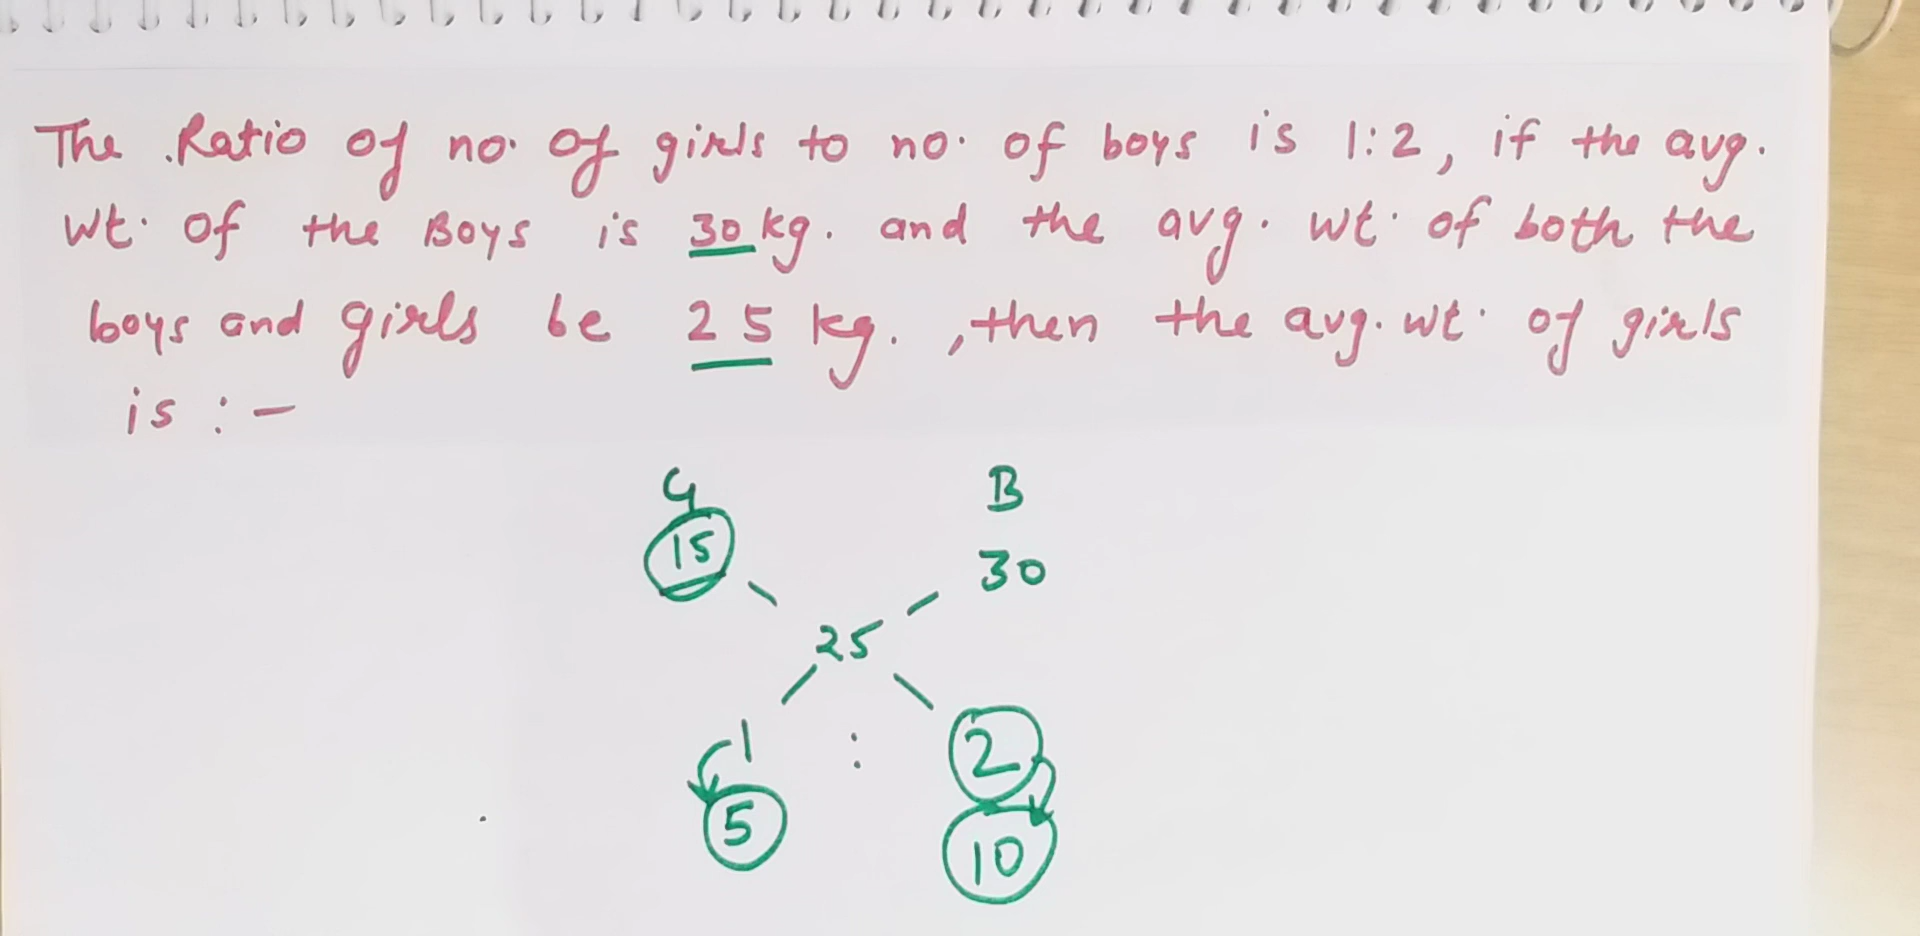 The Ratio of no. of girls to no. of boys is 1:2, if the avg.
wt. of the Boys is 30 kg. and the avg. wt. of both the
boys and girls be 25 kg., then the avg. wt. of girls
is :-
G B
15 30
25
1 : 2
5 10